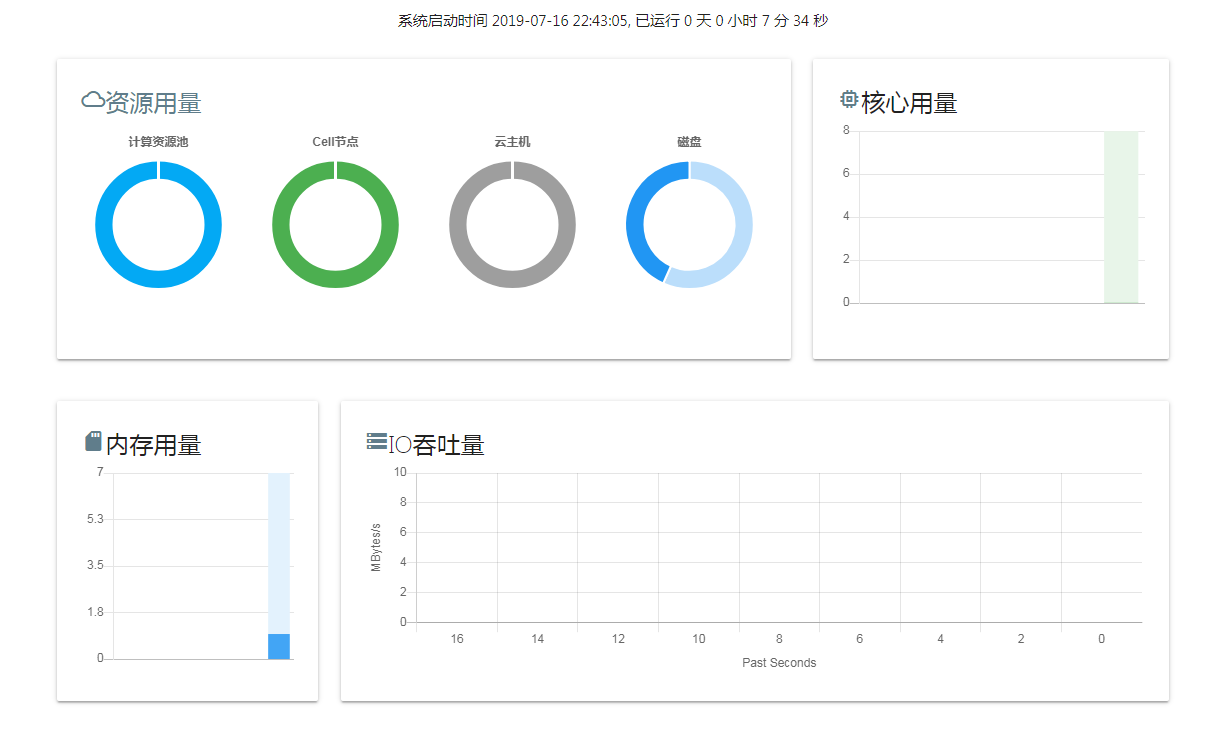 系统启动时间 2019-07-16 22:43:05, 已运行 0 天 0 小时 7 分 34 秒
资源用量
计算资源池
Cell节点
云主机
磁盘
核心用量
8
6
4
2
0
内存用量
7
5.3
3.5
1.8
0
IO吞吐量
10
8
6
4
2
0
MBytes/s
16 14 12 10 8 6 4 2 0
Past Seconds